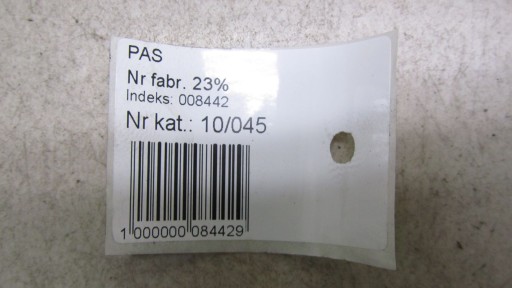 PAS
Nr fabr. 23%
Indeks: 008442
Nr kat.: 10/045
1 000000 084429